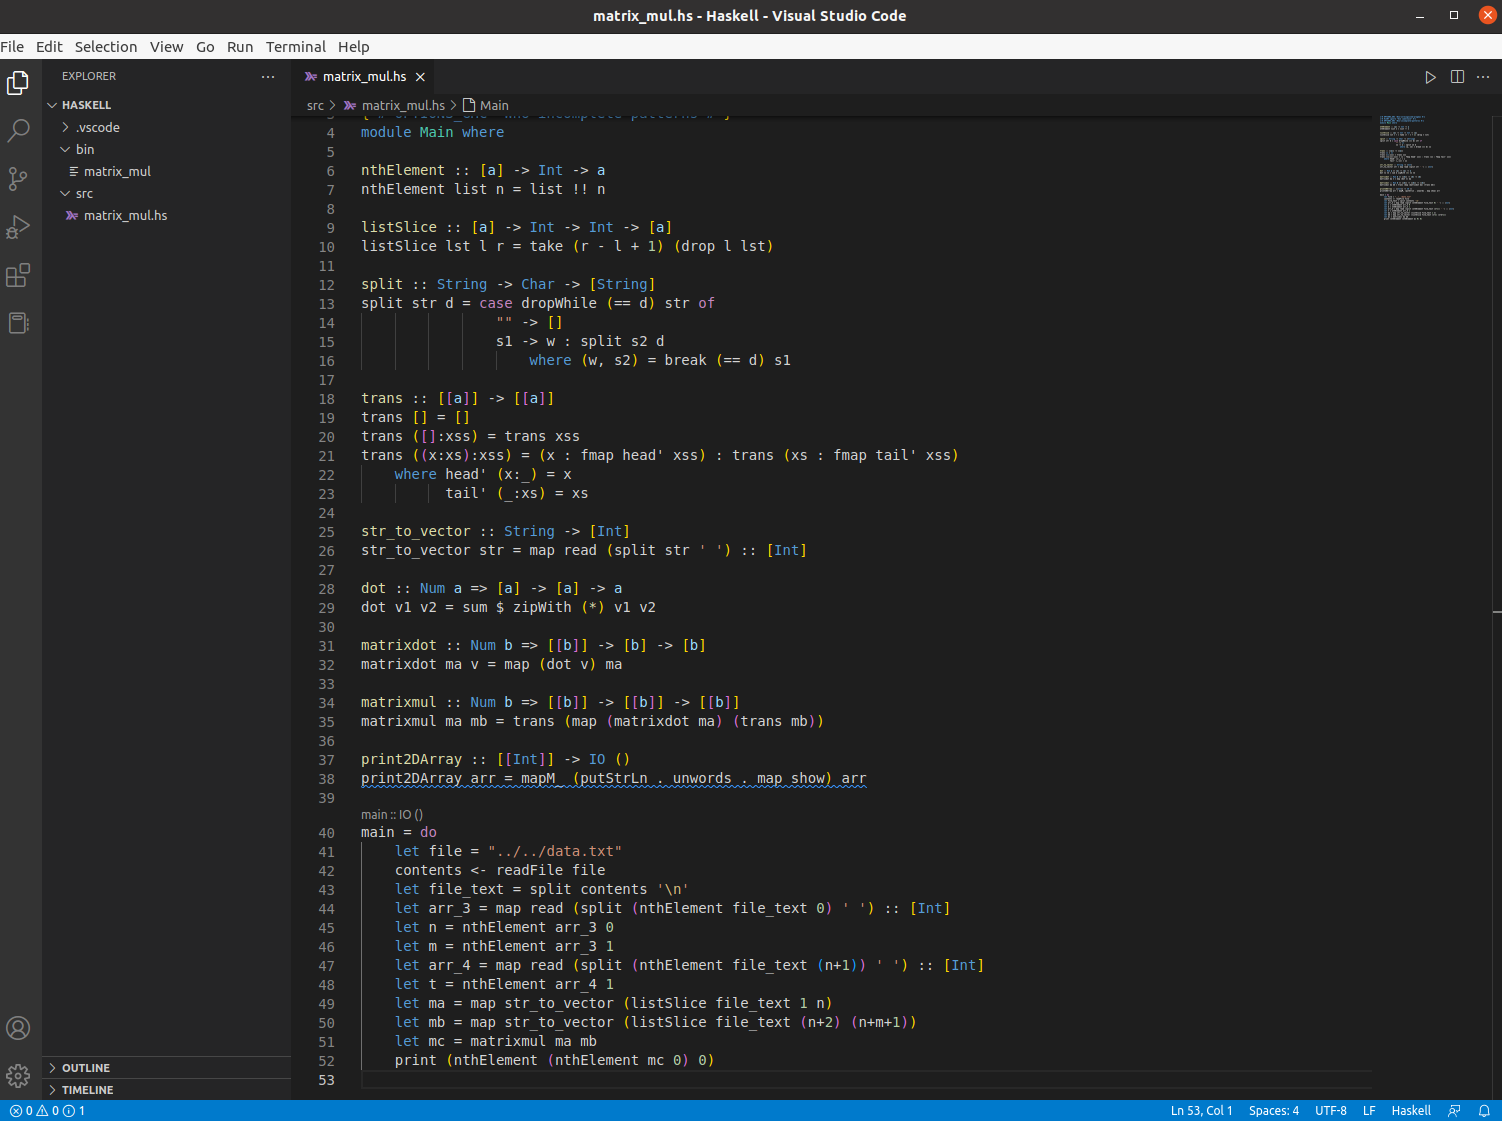 matrix_mul.hs - Haskell - Visual Studio Code
File Edit Selection View Go Run Terminal Help
EXPLORER
HASKELL
.vscode
bin
matrix_mul
src
matrix_mul.hs
OUTLINE
TIMELINE
matrix_mul.hs
src > matrix_mul.hs > Main
4 module Main where
5
6 nthElement :: [a] -> Int -> a
7 nthElement list n = list !! n
8
9 listSlice :: [a] -> Int -> Int -> [a]
10 listSlice lst l r = take (r - l + 1) (drop l lst)
11
12 split :: String -> Char -> [String]
13 split str d = case dropWhile (== d) str of
14 "" -> []
15 s1 -> w : split s2 d
16 where (w, s2) = break (== d) s1
17
18 trans :: [[a]] -> [[a]]
19 trans [] = []
20 trans ([]:xss) = trans xss
21 trans ((x:xs):xss) = (x : fmap head' xss) : trans (xs : fmap tail' xss)
22 where head' (x:_) = x
23 tail' (_:xs) = xs
24
25 str_to_vector :: String -> [Int]
26 str_to_vector str = map read (split str ' ') :: [Int]
27
28 dot :: Num a => [a] -> [a] -> a
29 dot v1 v2 = sum $ zipWith (*) v1 v2
30
31 matrixdot :: Num b => [[b]] -> [b] -> [b]
32 matrixdot ma v = map (dot v) ma
33
34 matrixmul :: Num b => [[b]] -> [[b]] -> [[b]]
35 matrixmul ma mb = trans (map (matrixdot ma) (trans mb))
36
37 print2DArray :: [[Int]] -> IO ()
38 print2DArray arr = mapM_ (putStrLn . unwords . map show) arr
39
main :: IO ()
40 main = do
41 let file = "../../data.txt"
42 contents <- readFile file
43 let file_text = split contents '\n'
44 let arr_3 = map read (split (nthElement file_text 0) ' ') :: [Int]
45 let n = nthElement arr_3 0
46 let m = nthElement arr_3 1
47 let arr_4 = map read (split (nthElement file_text (n+1)) ' ') :: [Int]
48 let t = nthElement arr_4 1
49 let ma = map str_to_vector (listSlice file_text 1 n)
50 let mb = map str_to_vector (listSlice file_text (n+2) (n+m+1))
51 let mc = matrixmul ma mb
52 print (nthElement (nthElement mc 0) 0)
53
0 0 1 Ln 53, Col 1 Spaces: 4 UTF-8 LF Haskell